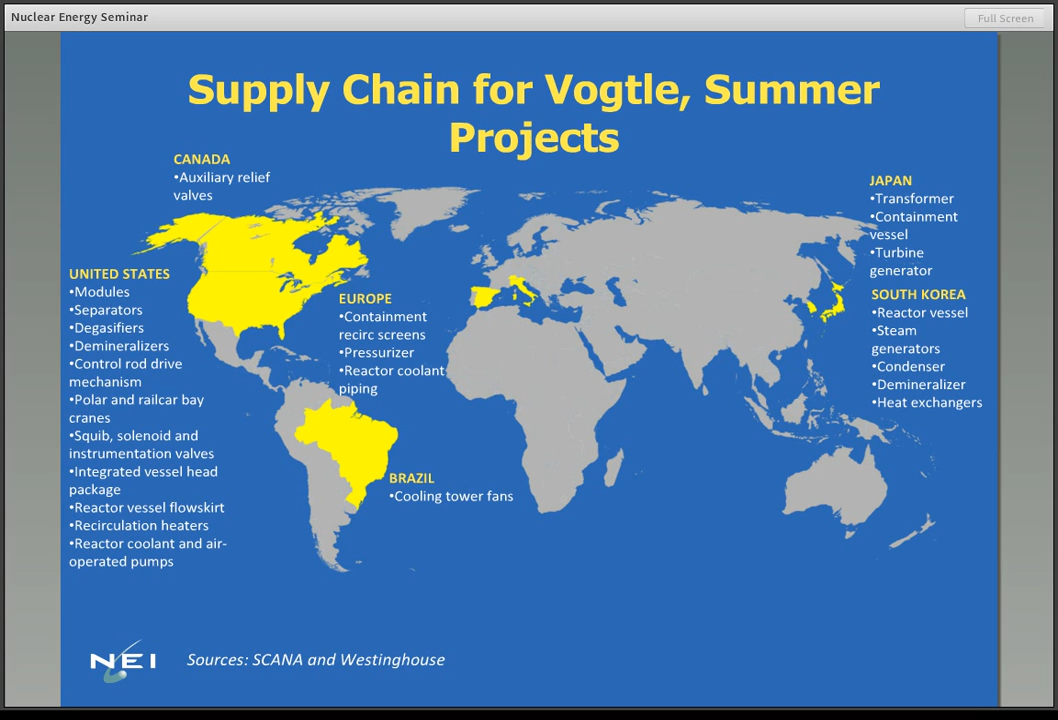 Nuclear Energy Seminar
Full Screen
Supply Chain for Vogtle, Summer
Projects
CANADA
•Auxiliary relief
valves
JAPAN
•Transformer
•Containment
vessel
•Turbine
generator
UNITED STATES
•Modules
•Separators
•Degasifiers
•Demineralizers
•Control rod drive
mechanism
•Polar and railcar bay
cranes
•Squib, solenoid and
instrumentation valves
•Integrated vessel head
package
•Reactor vessel flowskirt
•Recirculation heaters
•Reactor coolant and air-
operated pumps
EUROPE
•Containment
recirc screens
•Pressurizer
•Reactor coolant
piping
SOUTH KOREA
•Reactor vessel
•Steam
generators
•Condenser
•Demineralizer
•Heat exchangers
BRAZIL
•Cooling tower fans
NEI
Sources: SCANA and Westinghouse